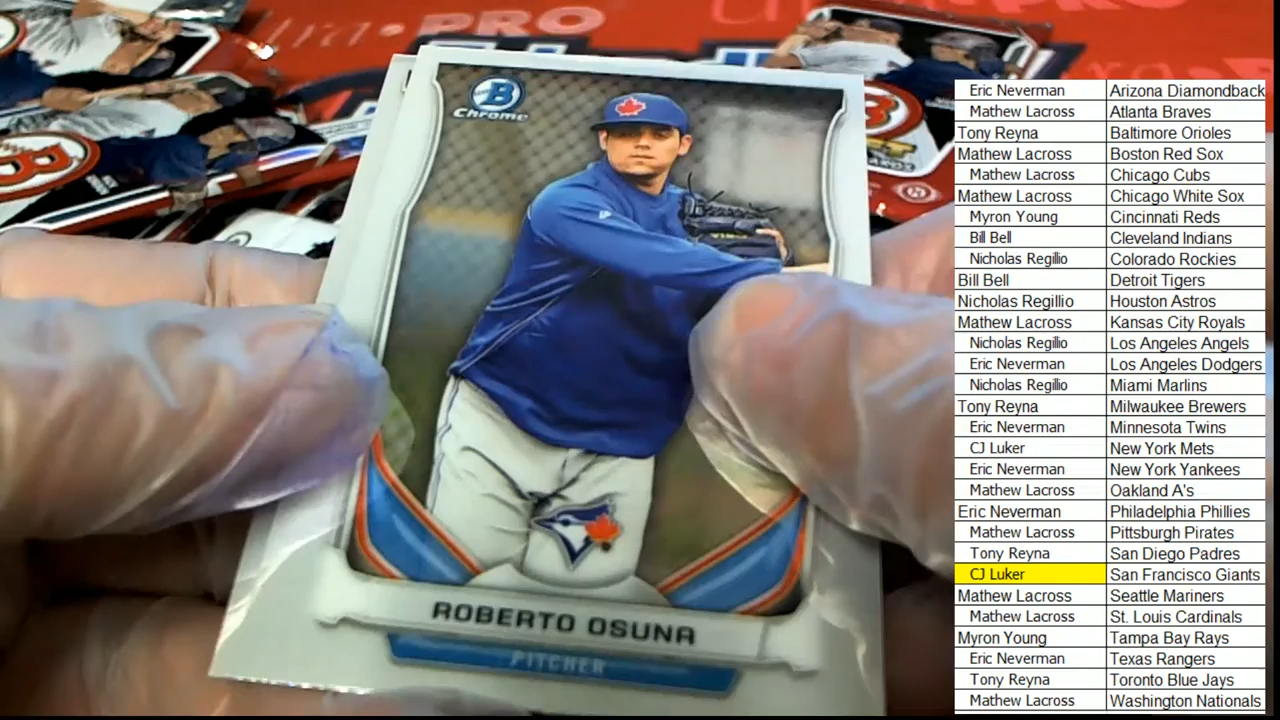 PRO
ra
B
Chrome
ROBERTO OSUNA
PITCHER
Eric Neverman Arizona Diamondback
Mathew Lacross Atlanta Braves
Tony Reyna Baltimore Orioles
Mathew Lacross Boston Red Sox
Mathew Lacross Chicago Cubs
Mathew Lacross Chicago White Sox
Myron Young Cincinnati Reds
Bill Bell Cleveland Indians
Nicholas Regillio Colorado Rockies
Bill Bell Detroit Tigers
Nicholas Regillio Houston Astros
Mathew Lacross Kansas City Royals
Nicholas Regillio Los Angeles Angels
Eric Neverman Los Angeles Dodgers
Nicholas Regillio Miami Marlins
Tony Reyna Milwaukee Brewers
Eric Neverman Minnesota Twins
CJ Luker New York Mets
Eric Neverman New York Yankees
Mathew Lacross Oakland A's
Eric Neverman Philadelphia Phillies
Mathew Lacross Pittsburgh Pirates
Tony Reyna San Diego Padres
CJ Luker San Francisco Giants
Mathew Lacross Seattle Mariners
Mathew Lacross St. Louis Cardinals
Myron Young Tampa Bay Rays
Eric Neverman Texas Rangers
Tony Reyna Toronto Blue Jays
Mathew Lacross Washington Nationals